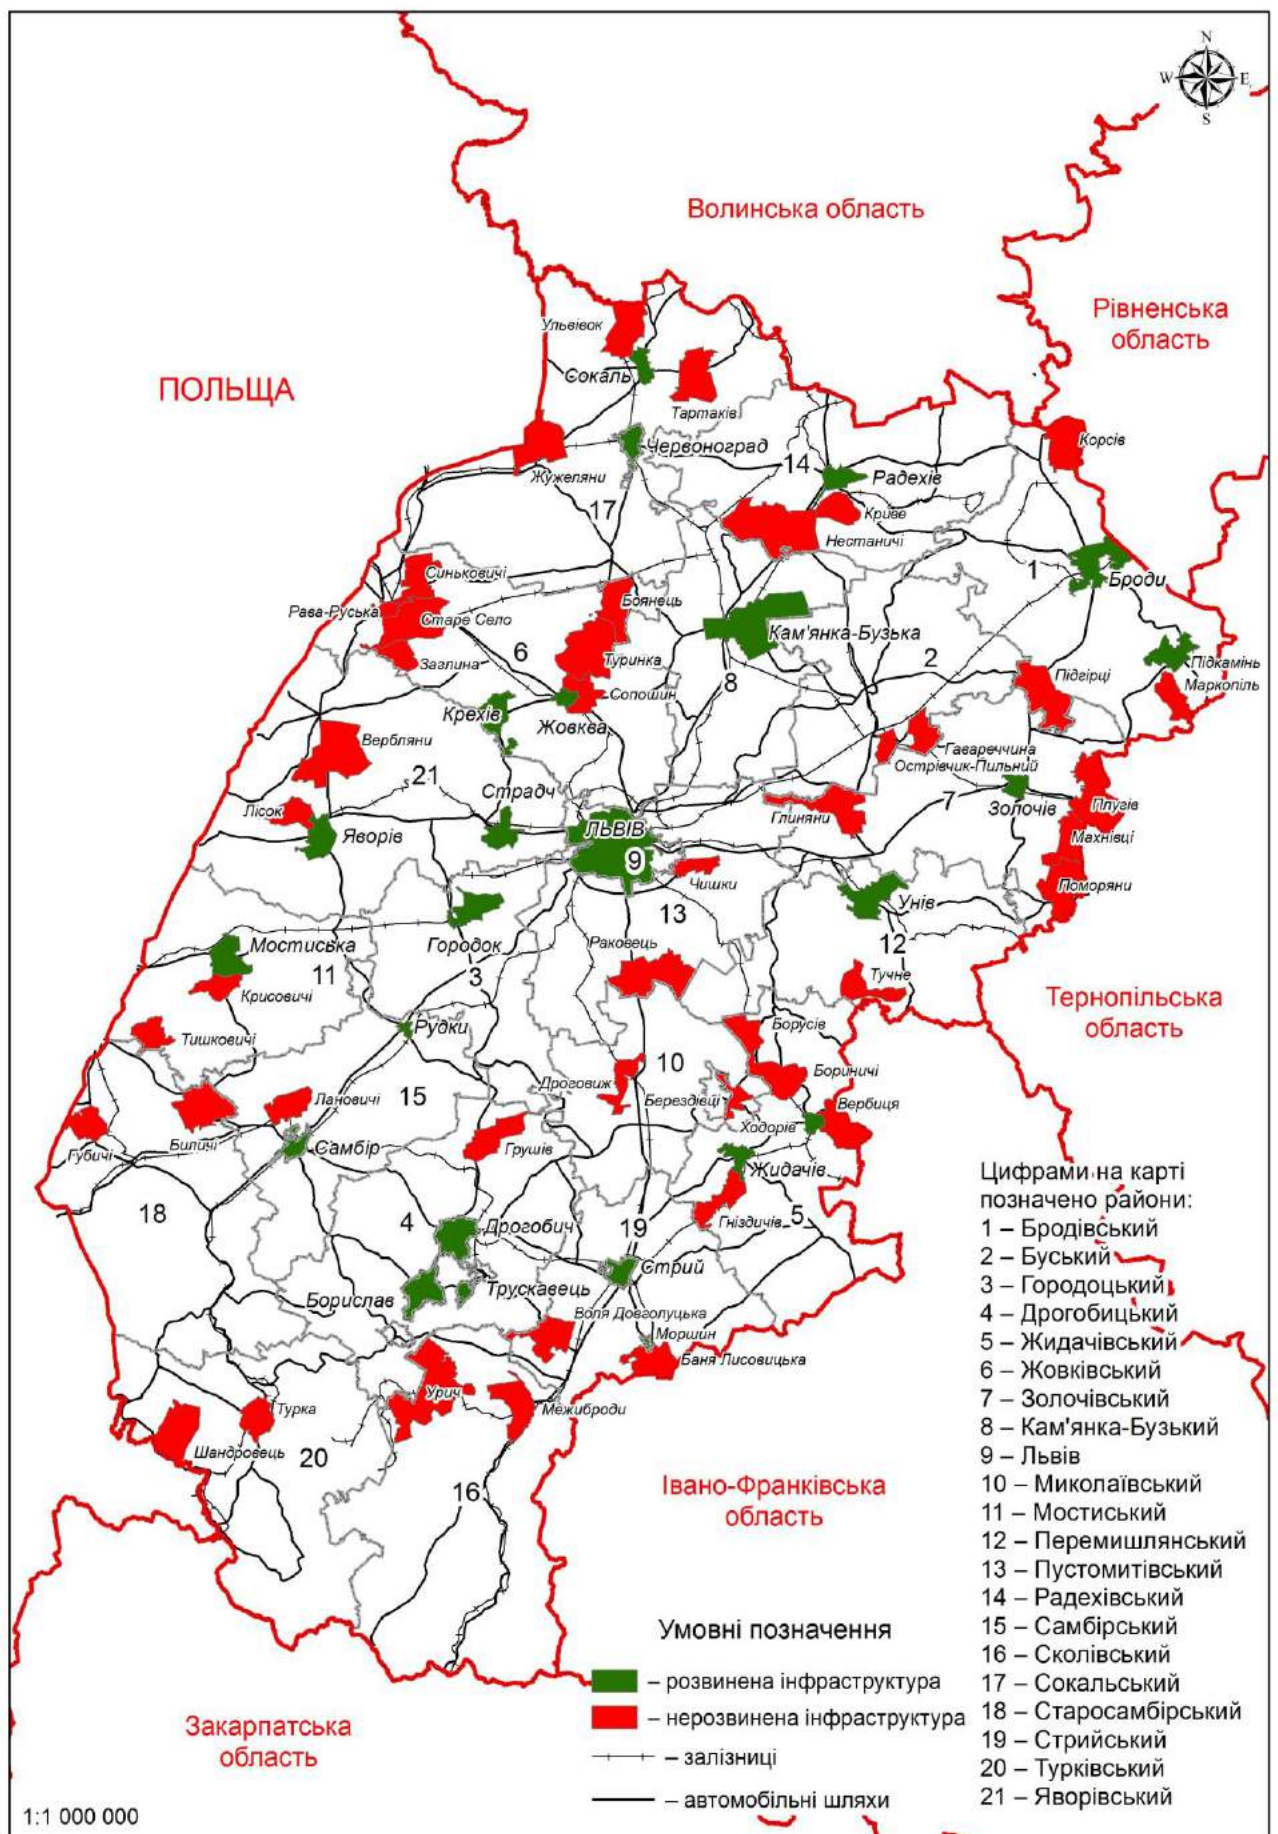 N
W
E
S
Волинська область
Рівненська
область
ПОЛЬЩА
Ульвівок
Сокаль
Тартаків
Корсів
Червоноград
Жужеляни
14
Радехів
17
Криве
Нестаничі
1
Броди
Синьковичі
Рава-Руська
Старе Село
Боянець
Кам'янка-Бузька
6
Заглина
Туринка
2
Підкамінь
Підгірці
Маркопіль
8
Сопошин
Крехів
Жовква
Вербляни
Гавареччина
Острівчик-Пильний
21
Страдч
7
Золочів
Плугів
Лісок
Глиняни
Яворів
ЛЬВІВ
Махнівці
9
Чишки
Поморяни
Унів
13
Мостиська
Городок
Раковець
12
11
3
Тучне
Крисовичі
Тернопільська
область
Рудки
Борусів
Тишковичі
10
Бориничі
Дроговиж
Лановичі
15
Берездівці
Вербиця
Ходорів
Губичі
Биличі
Самбір
Грушів
Жидачів
18
4
Дрогобич
19
Гніздичів
5
Стрий
Борислав
Трускавець
Воля Довголуцька
Моршин
Баня Лисовицька
Урич
Турка
Межиброди
Шандровець
20
16
Івано-Франківська
область
Закарпатська
область
Цифрами на карті
позначено райони:
1 – Бродівський
2 – Буський
3 – Городоцький
4 – Дрогобицький
5 – Жидачівський
6 – Жовківський
7 – Золочівський
8 – Кам'янка-Бузький
9 – Львів
10 – Миколаївський
11 – Мостиський
12 – Перемишлянський
13 – Пустомитівський
14 – Радехівський
15 – Самбірський
16 – Сколівський
17 – Сокальський
18 – Старосамбірський
19 – Стрийський
20 – Турківський
21 – Яворівський
Умовні позначення
– розвинена інфраструктура
– нерозвинена інфраструктура
– залізниці
– автомобільні шляхи
1:1 000 000